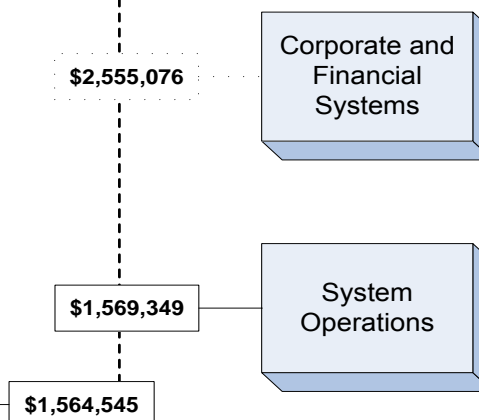 Corporate and
Financial
Systems
$2,555,076
System
Operations
$1,569,349
$1,564,545